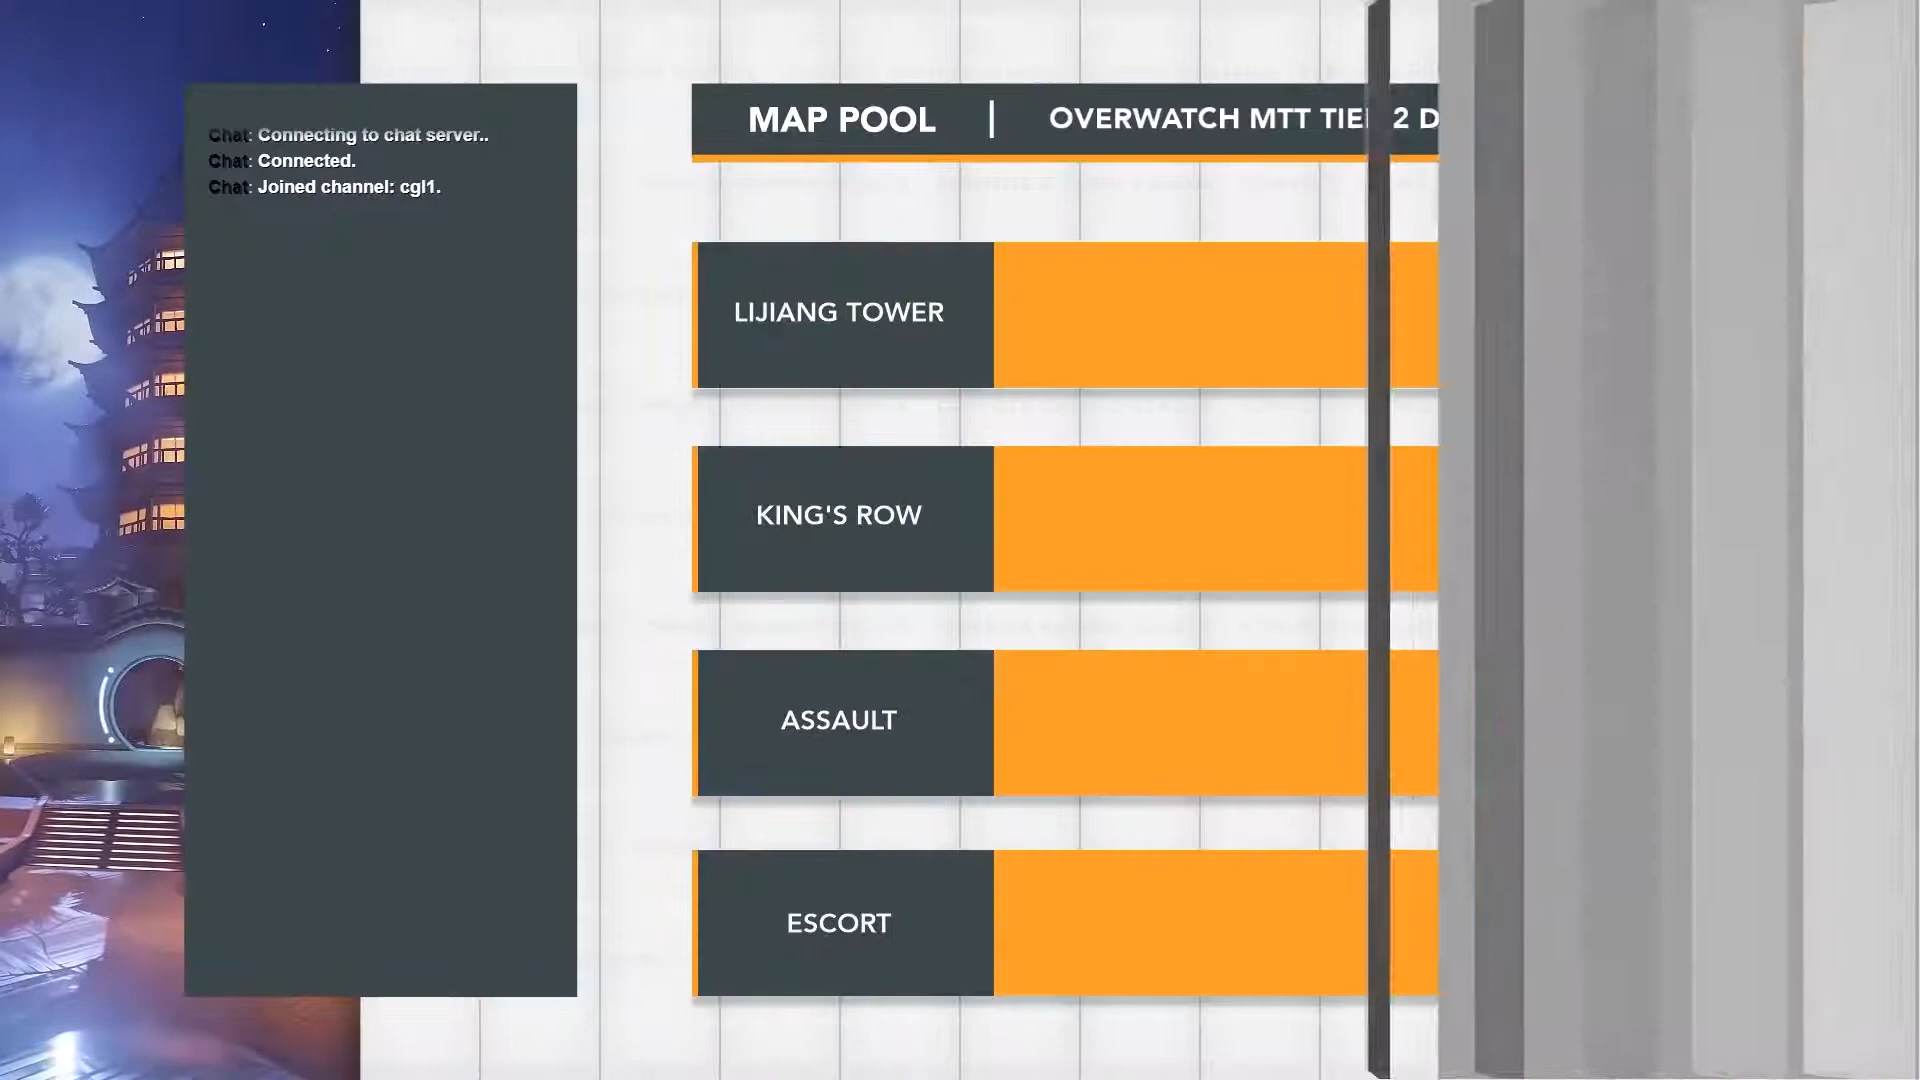 Chat: Connecting to chat server..
Chat: Connected.
Chat: Joined channel: cgl1.
MAP POOL | OVERWATCH MTT 2 D
LIJIANG TOWER
KING'S ROW
ASSAULT
ESCORT